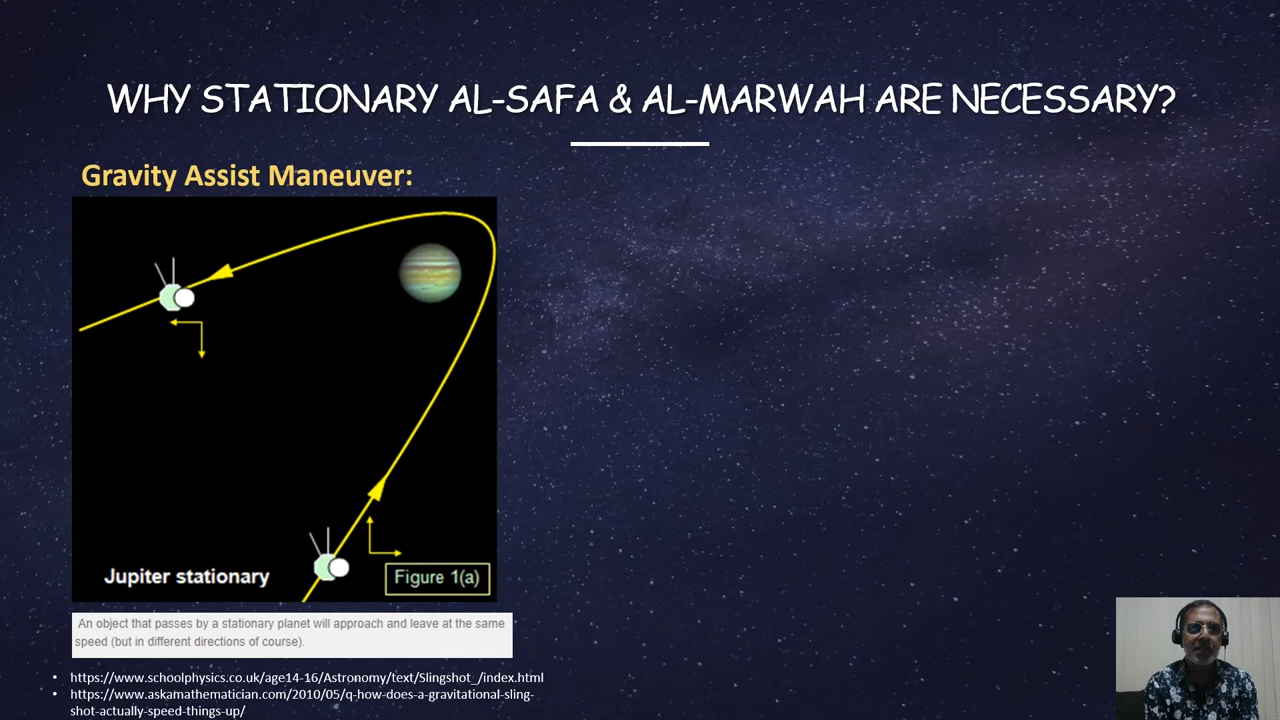 WHY STATIONARY AL-SAFA & AL-MARWAH ARE NECESSARY?
Gravity Assist Maneuver:
Jupiter stationary
Figure 1(a)
An object that passes by a stationary planet will approach and leave at the same
speed (but in different directions of course).
• https://www.schoolphysics.co.uk/age14-16/Astronomy/text/Slingshot_/index.html
• https://www.askamathematician.com/2010/05/q-how-does-a-gravitational-sling-
shot-actually-speed-things-up/